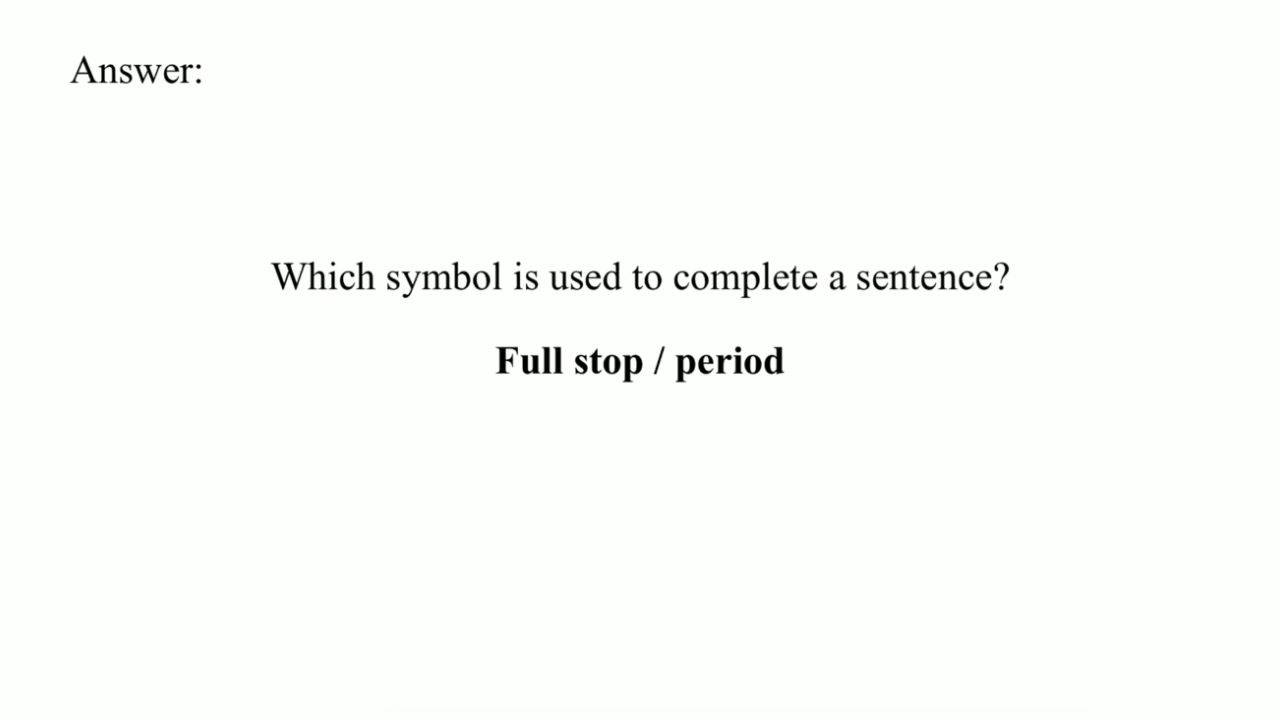 Answer:
Which symbol is used to complete a sentence?
Full stop / period